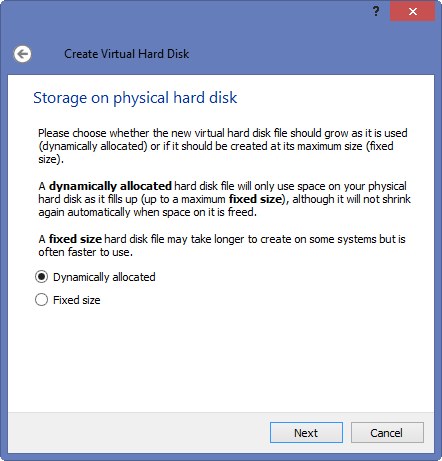 ?
Create Virtual Hard Disk
Storage on physical hard disk
Please choose whether the new virtual hard disk file should grow as it is used
(dynamically allocated) or if it should be created at its maximum size (fixed
size).
A dynamically allocated hard disk file will only use space on your physical
hard disk as it fills up (up to a maximum fixed size), although it will not shrink
again automatically when space on it is freed.
A fixed size hard disk file may take longer to create on some systems but is
often faster to use.
Dynamically allocated
Fixed size
Next
Cancel